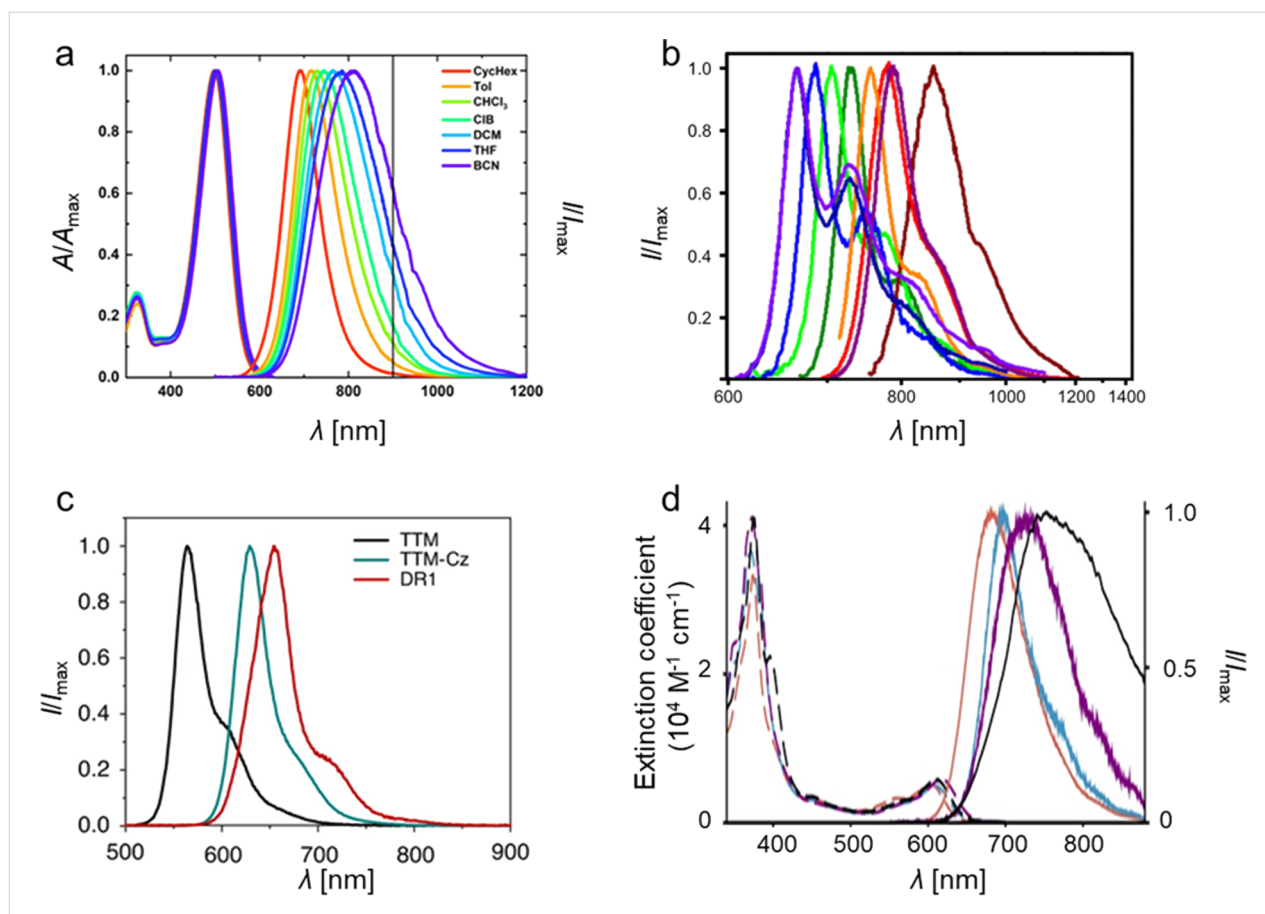 a
1.0
0.8
0.6
0.4
0.2
0.0
A/Amax
400
600
800
1000
1200
λ [nm]
I/Imax
CycHex
Tol
CHCl3
ClB
DCM
THF
BCN
b
1.0
0.8
0.6
0.4
0.2
I/Imax
600
800
1000
1200
1400
λ [nm]
c
1.0
0.8
0.6
0.4
0.2
0.0
I/Imax
500
600
700
800
900
λ [nm]
TTM
TTM-Cz
DR1
d
4
2
0
Extinction coefficient
(10⁴ M⁻¹ cm⁻¹)
400
500
600
700
800
λ [nm]
1.0
0.5
0
I/Imax